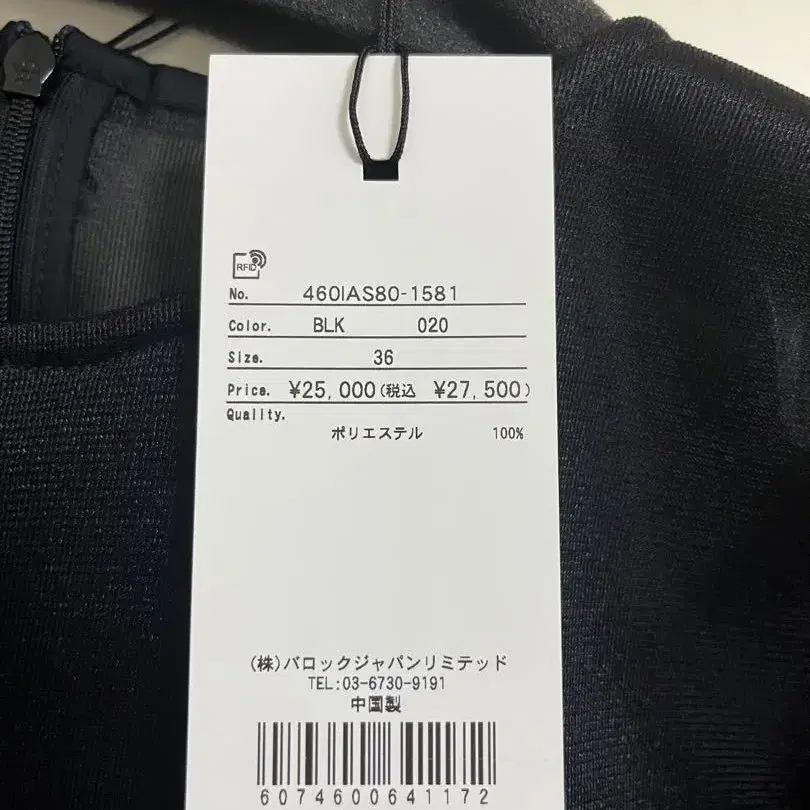 RFID
No. 460IAS80-1581
Color. BLK 020
Size. 36
Price. ¥25,000(税込 ¥27,500)
Quality.
ポリエステル 100%
(株)バロックジャパンリミテッド
TEL:03-6730-9191
中国製
6074600641172